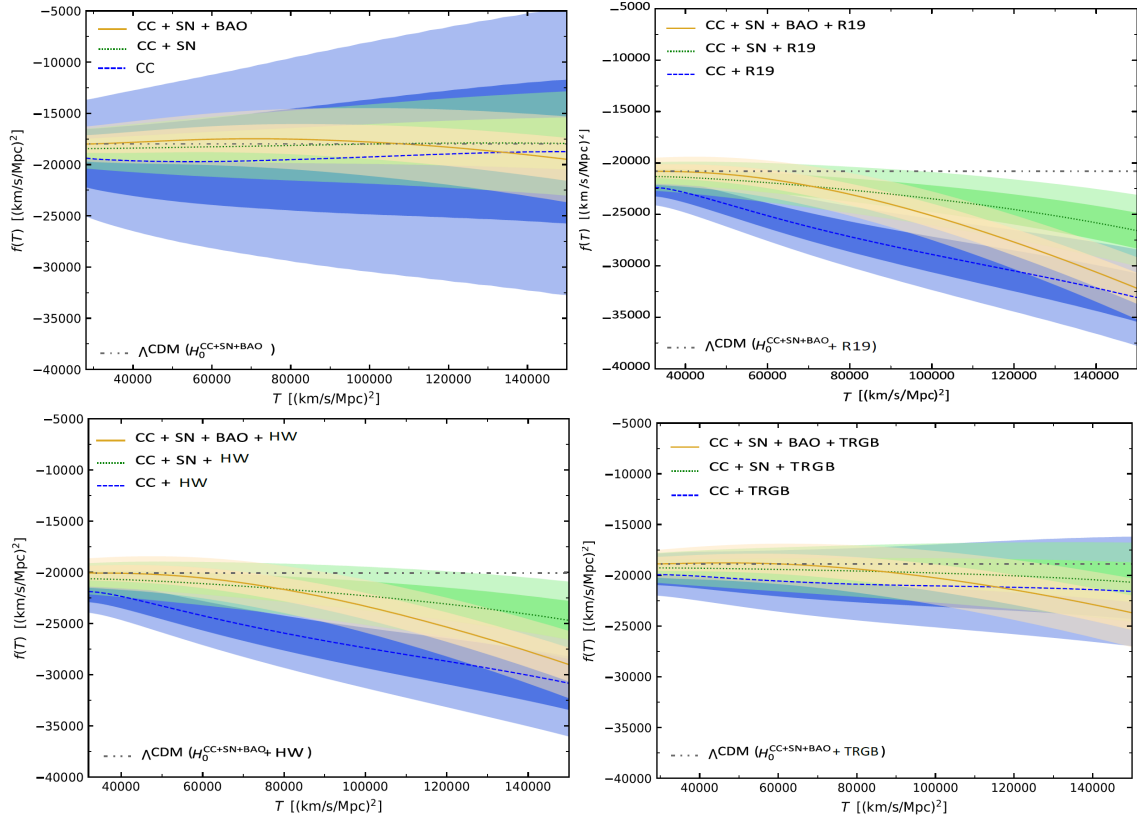 −5000
−10000
−15000
−20000
−25000
−30000
−35000
−40000
f(T) [(km/s/Mpc)²]
CC + SN + BAO
CC + SN
CC
ΛCDM (H₀^CC+SN+BAO )
40000 60000 80000 100000 120000 140000
T [(km/s/Mpc)²]
−5000
−10000
−15000
−20000
−25000
−30000
−35000
−40000
f(T) [(km/s/Mpc)²]
CC + SN + BAO + R19
CC + SN + R19
CC + R19
ΛCDM (H₀^CC+SN+BAO + R19)
40000 60000 80000 100000 120000 140000
T [(km/s/Mpc)²]
−5000
−10000
−15000
−20000
−25000
−30000
−35000
−40000
f(T) [(km/s/Mpc)²]
CC + SN + BAO + HW
CC + SN + HW
CC + HW
ΛCDM (H₀^CC+SN+BAO + HW )
40000 60000 80000 100000 120000 140000
T [(km/s/Mpc)²]
−5000
−10000
−15000
−20000
−25000
−30000
−35000
−40000
f(T) [(km/s/Mpc)²]
CC + SN + BAO + TRGB
CC + SN + TRGB
CC + TRGB
ΛCDM (H₀^CC+SN+BAO + TRGB )
40000 60000 80000 100000 120000 140000
T [(km/s/Mpc)²]